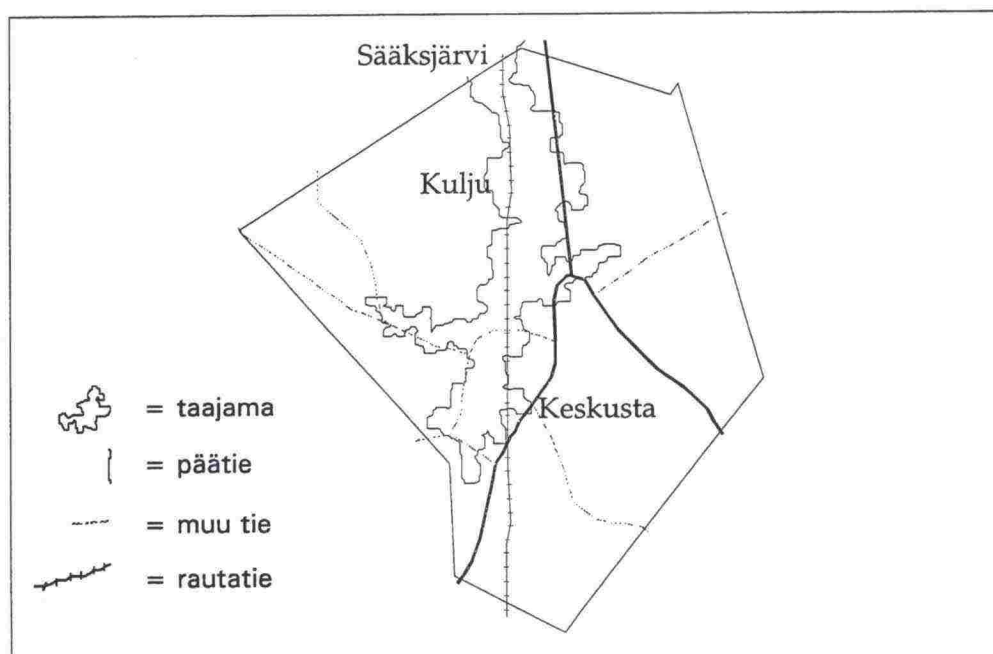 Sääksjärvi
Kulju
Keskusta
= taajama
= päätie
= muu tie
= rautatie